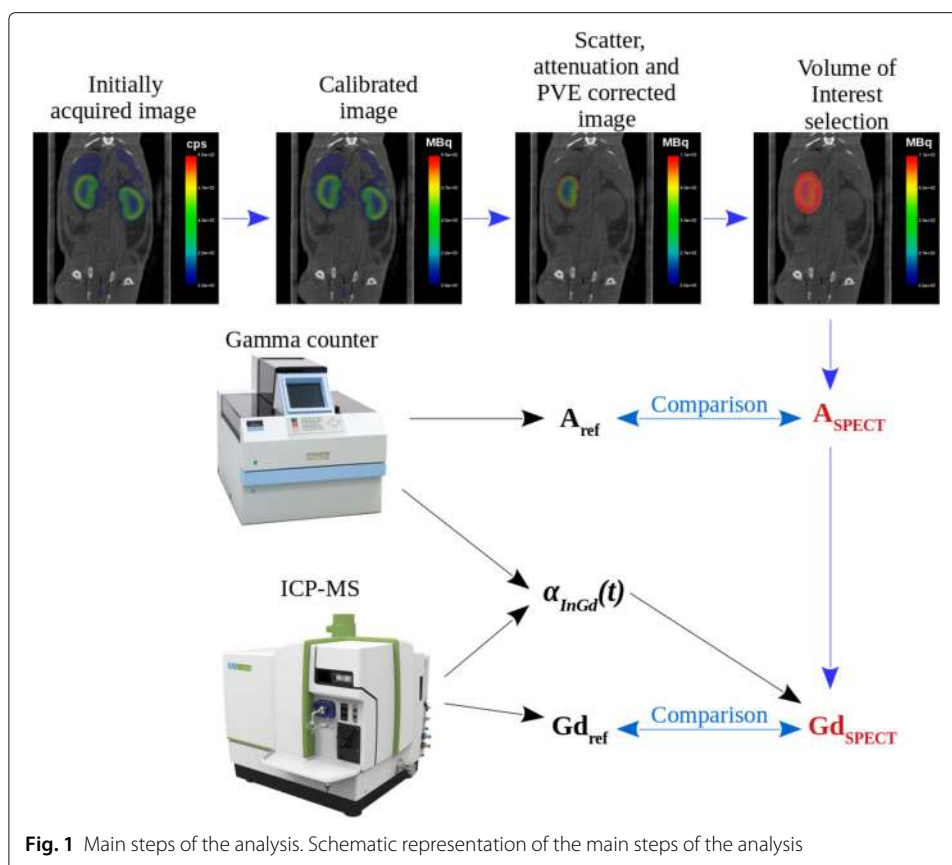 Initially
acquired image
Calibrated
image
Scatter,
attenuation and
PVE corrected
image
Volume of
Interest
selection
cps
MBq
MBq
MBq
Gamma counter
A_ref
Comparison
A_SPECT
ICP-MS
α_InGd(t)
Gd_ref
Comparison
Gd_SPECT
Fig. 1 Main steps of the analysis. Schematic representation of the main steps of the analysis